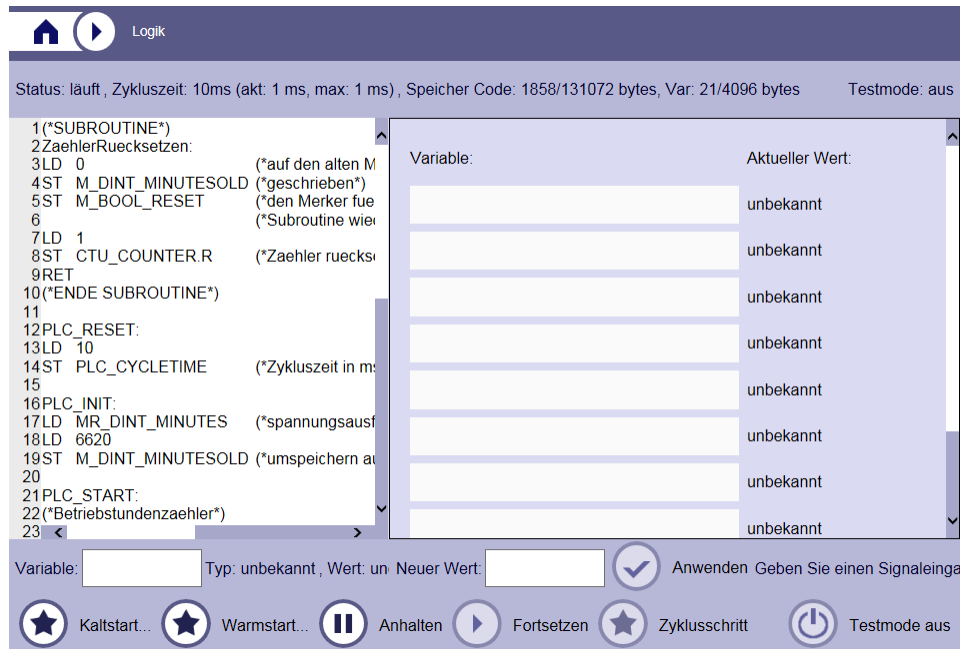 Logik
Status: läuft , Zykluszeit: 10ms (akt: 1 ms, max: 1 ms) , Speicher Code: 1858/131072 bytes, Var: 21/4096 bytes Testmode: aus
1(*SUBROUTINE*)
2ZaehlerRuecksetzen:
3LD 0 (*auf den alten M
4ST M_DINT_MINUTESOLD (*geschrieben*)
5ST M_BOOL_RESET (*den Merker fue
6 (*Subroutine wied
7LD 1
8ST CTU_COUNTER.R (*Zaehler ruecks
9RET
10(*ENDE SUBROUTINE*)
11
12PLC_RESET:
13LD 10
14ST PLC_CYCLETIME (*Zykluszeit in ms
15
16PLC_INIT:
17LD MR_DINT_MINUTES (*spannungsausf
18LD 6620
19ST M_DINT_MINUTESOLD (*umspeichern au
20
21PLC_START:
22(*Betriebstundenzaehler*)
23
Variable: Aktueller Wert:
unbekannt
unbekannt
unbekannt
unbekannt
unbekannt
unbekannt
unbekannt
unbekannt
Variable: Typ: unbekannt , Wert: un Neuer Wert: Anwenden Geben Sie einen Signaleinga
Kaltstart... Warmstart... Anhalten Fortsetzen Zyklusschritt Testmode aus